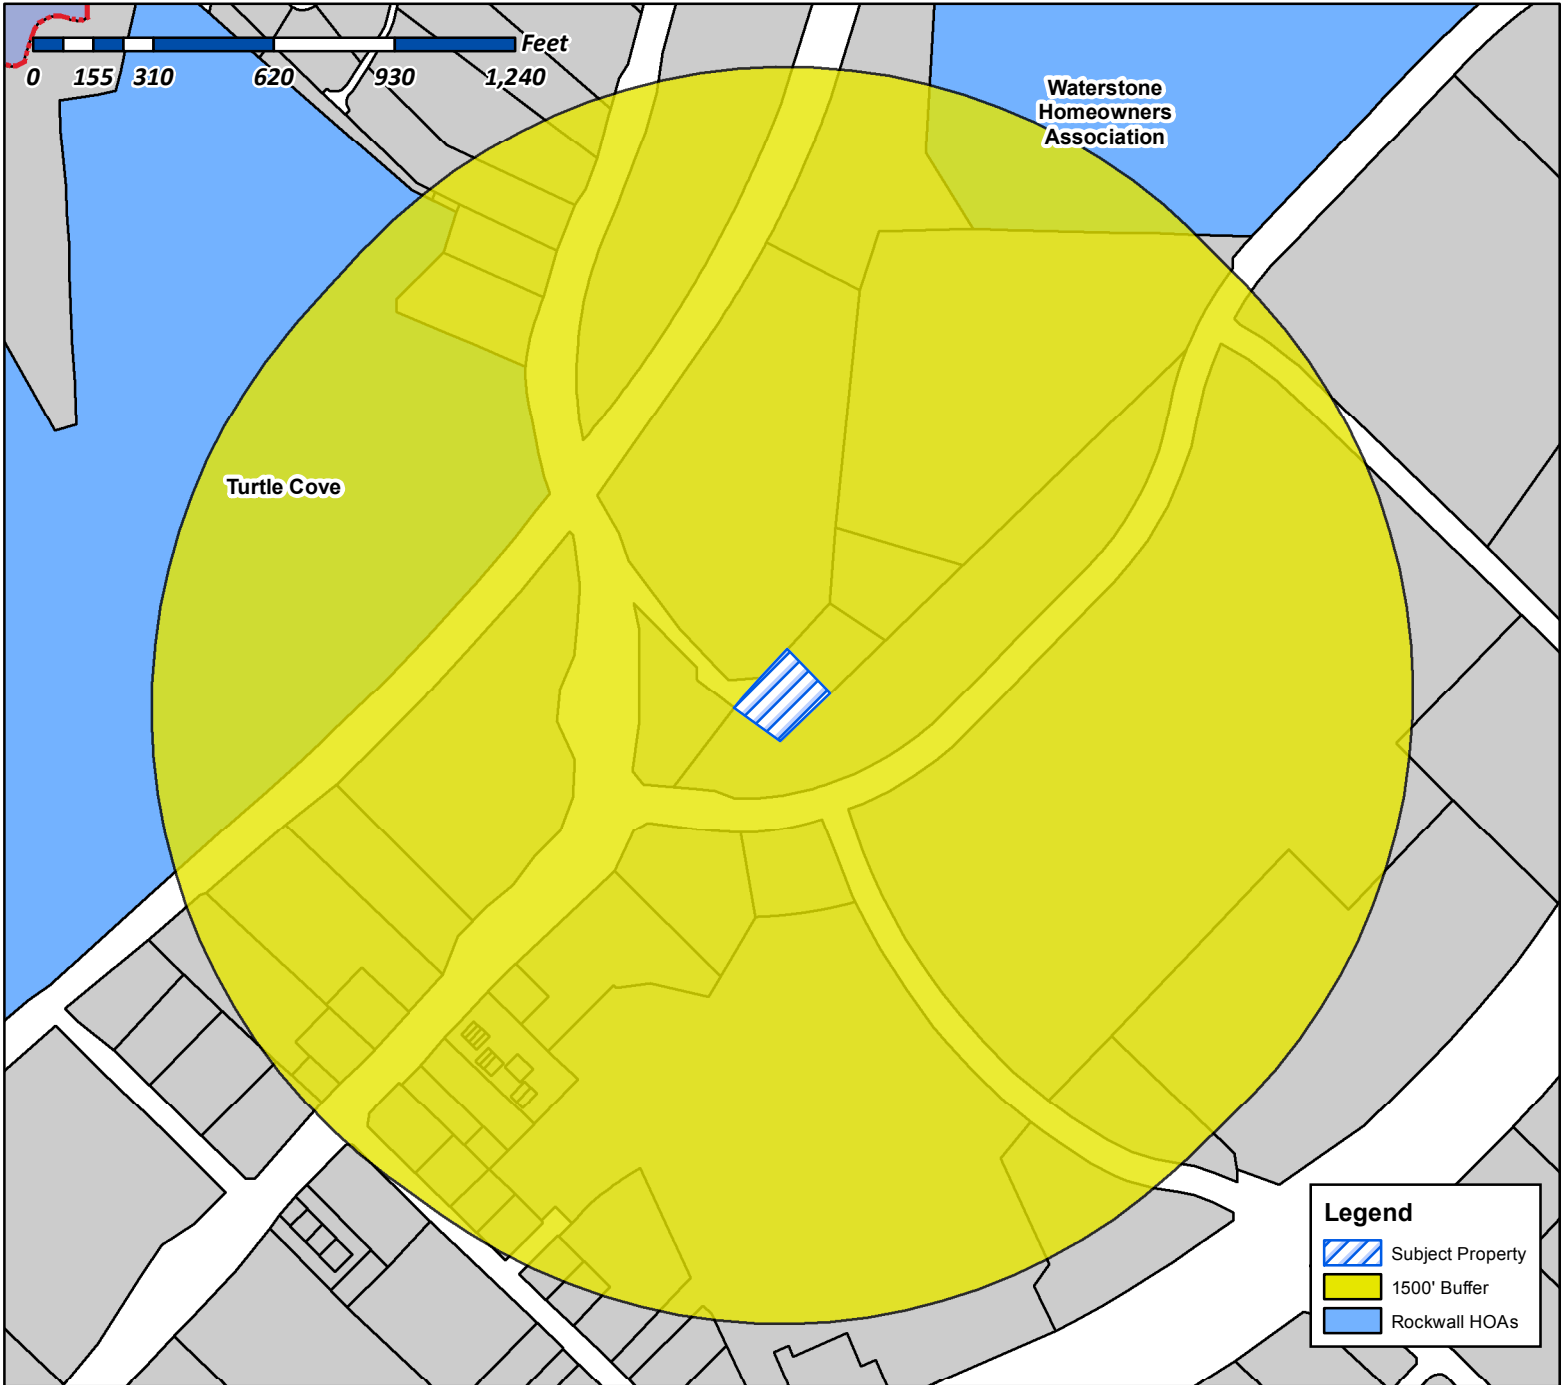 Feet
0 155 310 620 930 1,240
Waterstone
Homeowners
Association
Turtle Cove
Legend
Subject Property
1500' Buffer
Rockwall HOAs